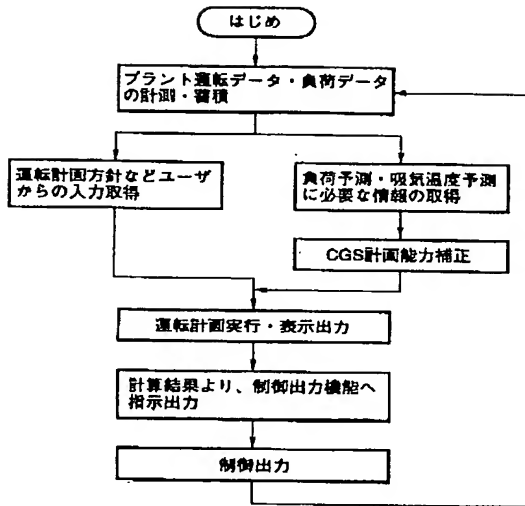 はじめ
プラント運転データ・負荷データ
の計測・蓄積
運転計画方針などユーザ
からの入力取得
負荷予測・吸気温度予測
に必要な情報の取得
CGS計画能力補正
運転計画実行・表示出力
計算結果より、制御出力機能へ
指示出力
制御出力